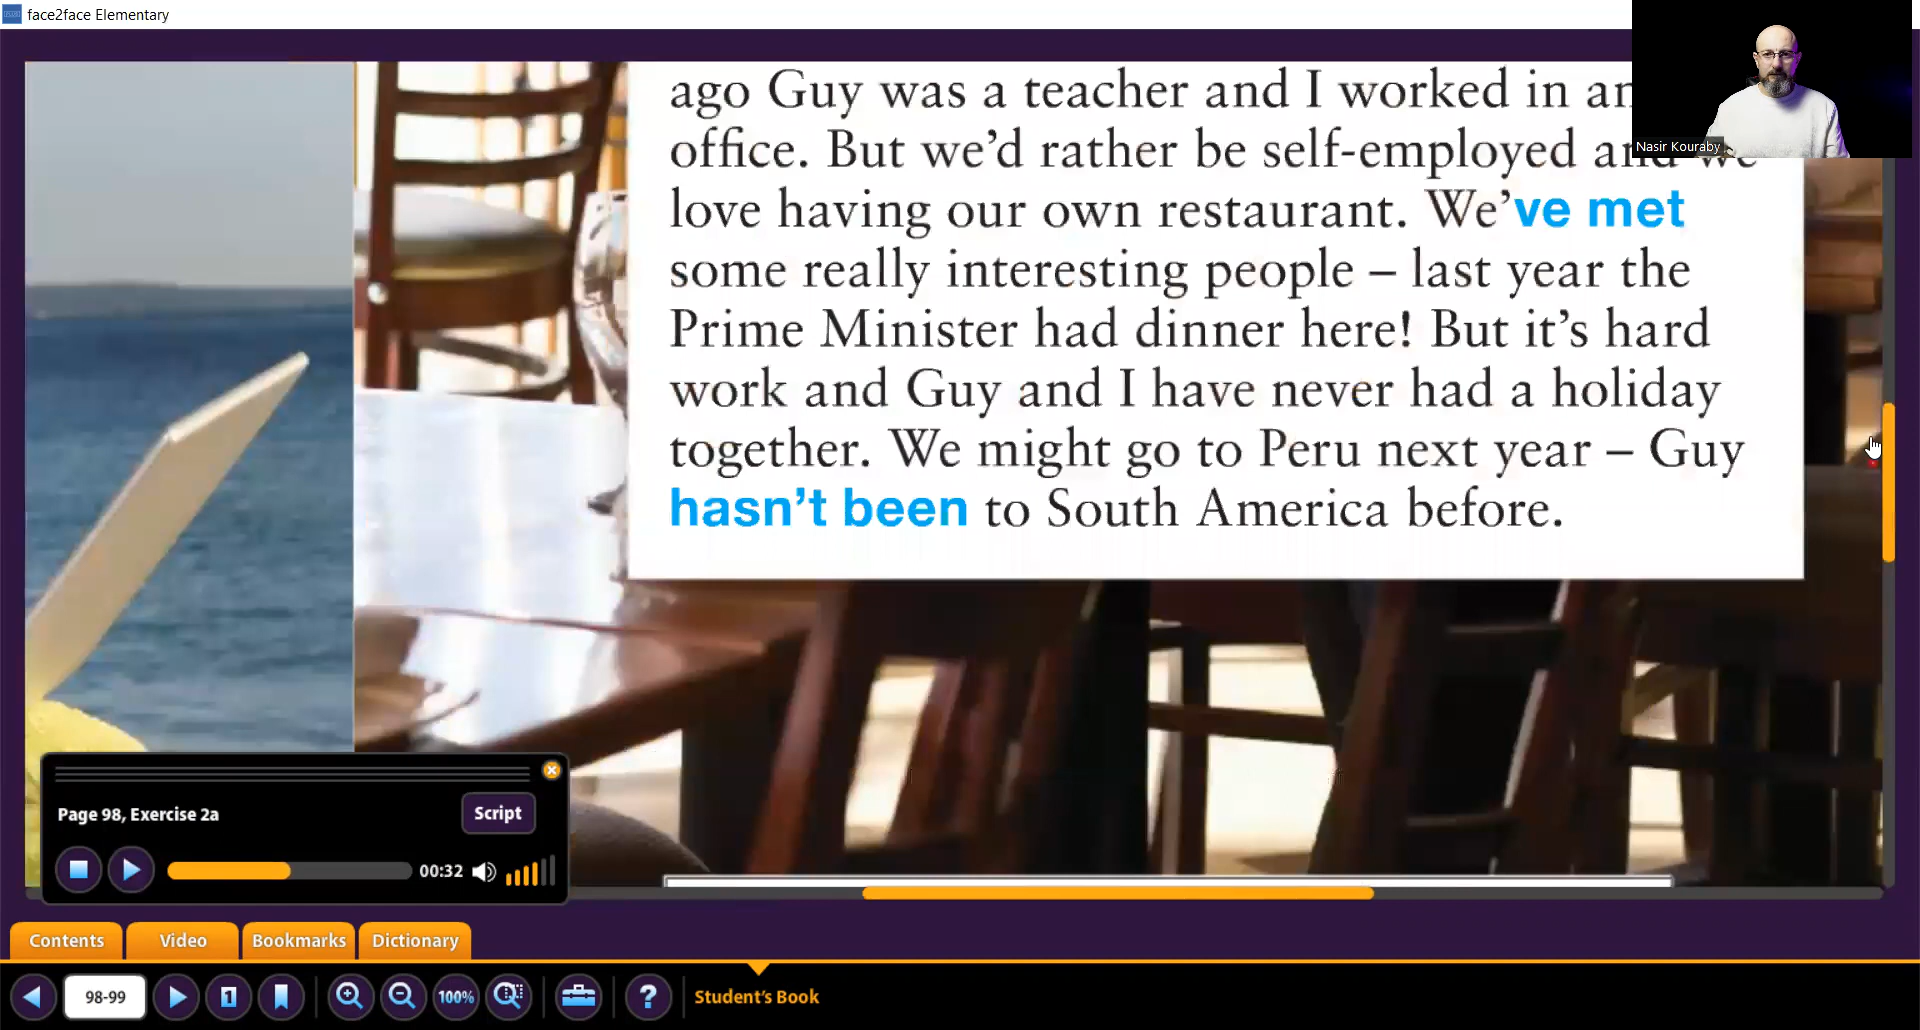 face2face Elementary
Nasir Kouraby
ago Guy was a teacher and I worked in an
office. But we'd rather be self-employed and we
love having our own restaurant. We've met
some really interesting people – last year the
Prime Minister had dinner here! But it's hard
work and Guy and I have never had a holiday
together. We might go to Peru next year – Guy
hasn't been to South America before.
Page 98, Exercise 2a
Script
00:32
Contents Video Bookmarks Dictionary
98-99 1 100% ? Student's Book